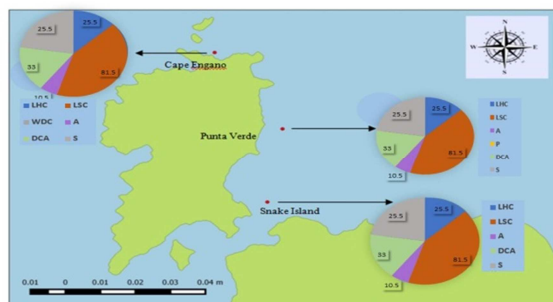 25.5
25.5
33
81.5
10.5
LHC
LSC
WDC
A
DCA
S
Cape Engano
N
W
E
S
Punta Verde
25.5
25.5
33
81.5
10.5
LHC
LSC
A
P
DCA
S
Snake Island
25.5
25.5
33
81.5
10.5
LHC
LSC
A
DCA
S
0.01 0 0.01 0.02 0.03 0.04 m